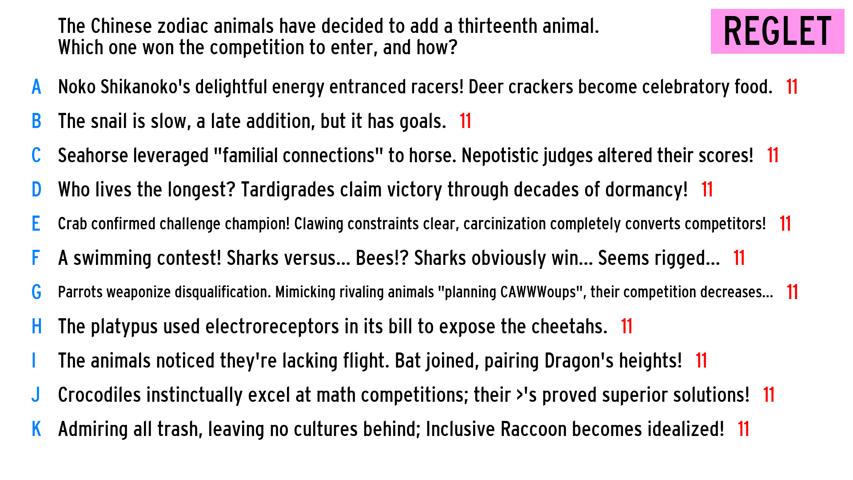 The Chinese zodiac animals have decided to add a thirteenth animal.
Which one won the competition to enter, and how?
REGLET
A Noko Shikanoko's delightful energy entranced racers! Deer crackers become celebratory food. 11
B The snail is slow, a late addition, but it has goals. 11
C Seahorse leveraged "familial connections" to horse. Nepotistic judges altered their scores! 11
D Who lives the longest? Tardigrades claim victory through decades of dormancy! 11
E Crab confirmed challenge champion! Clawing constraints clear, carcinization completely converts competitors! 11
F A swimming contest! Sharks versus... Bees!? Sharks obviously win... Seems rigged... 11
G Parrots weaponize disqualification. Mimicking rivaling animals "planning CAWWWoups", their competition decreases... 11
H The platypus used electroreceptors in its bill to expose the cheetahs. 11
I The animals noticed they're lacking flight. Bat joined, pairing Dragon's heights! 11
J Crocodiles instinctually excel at math competitions; their >'s proved superior solutions! 11
K Admiring all trash, leaving no cultures behind; Inclusive Raccoon becomes idealized! 11